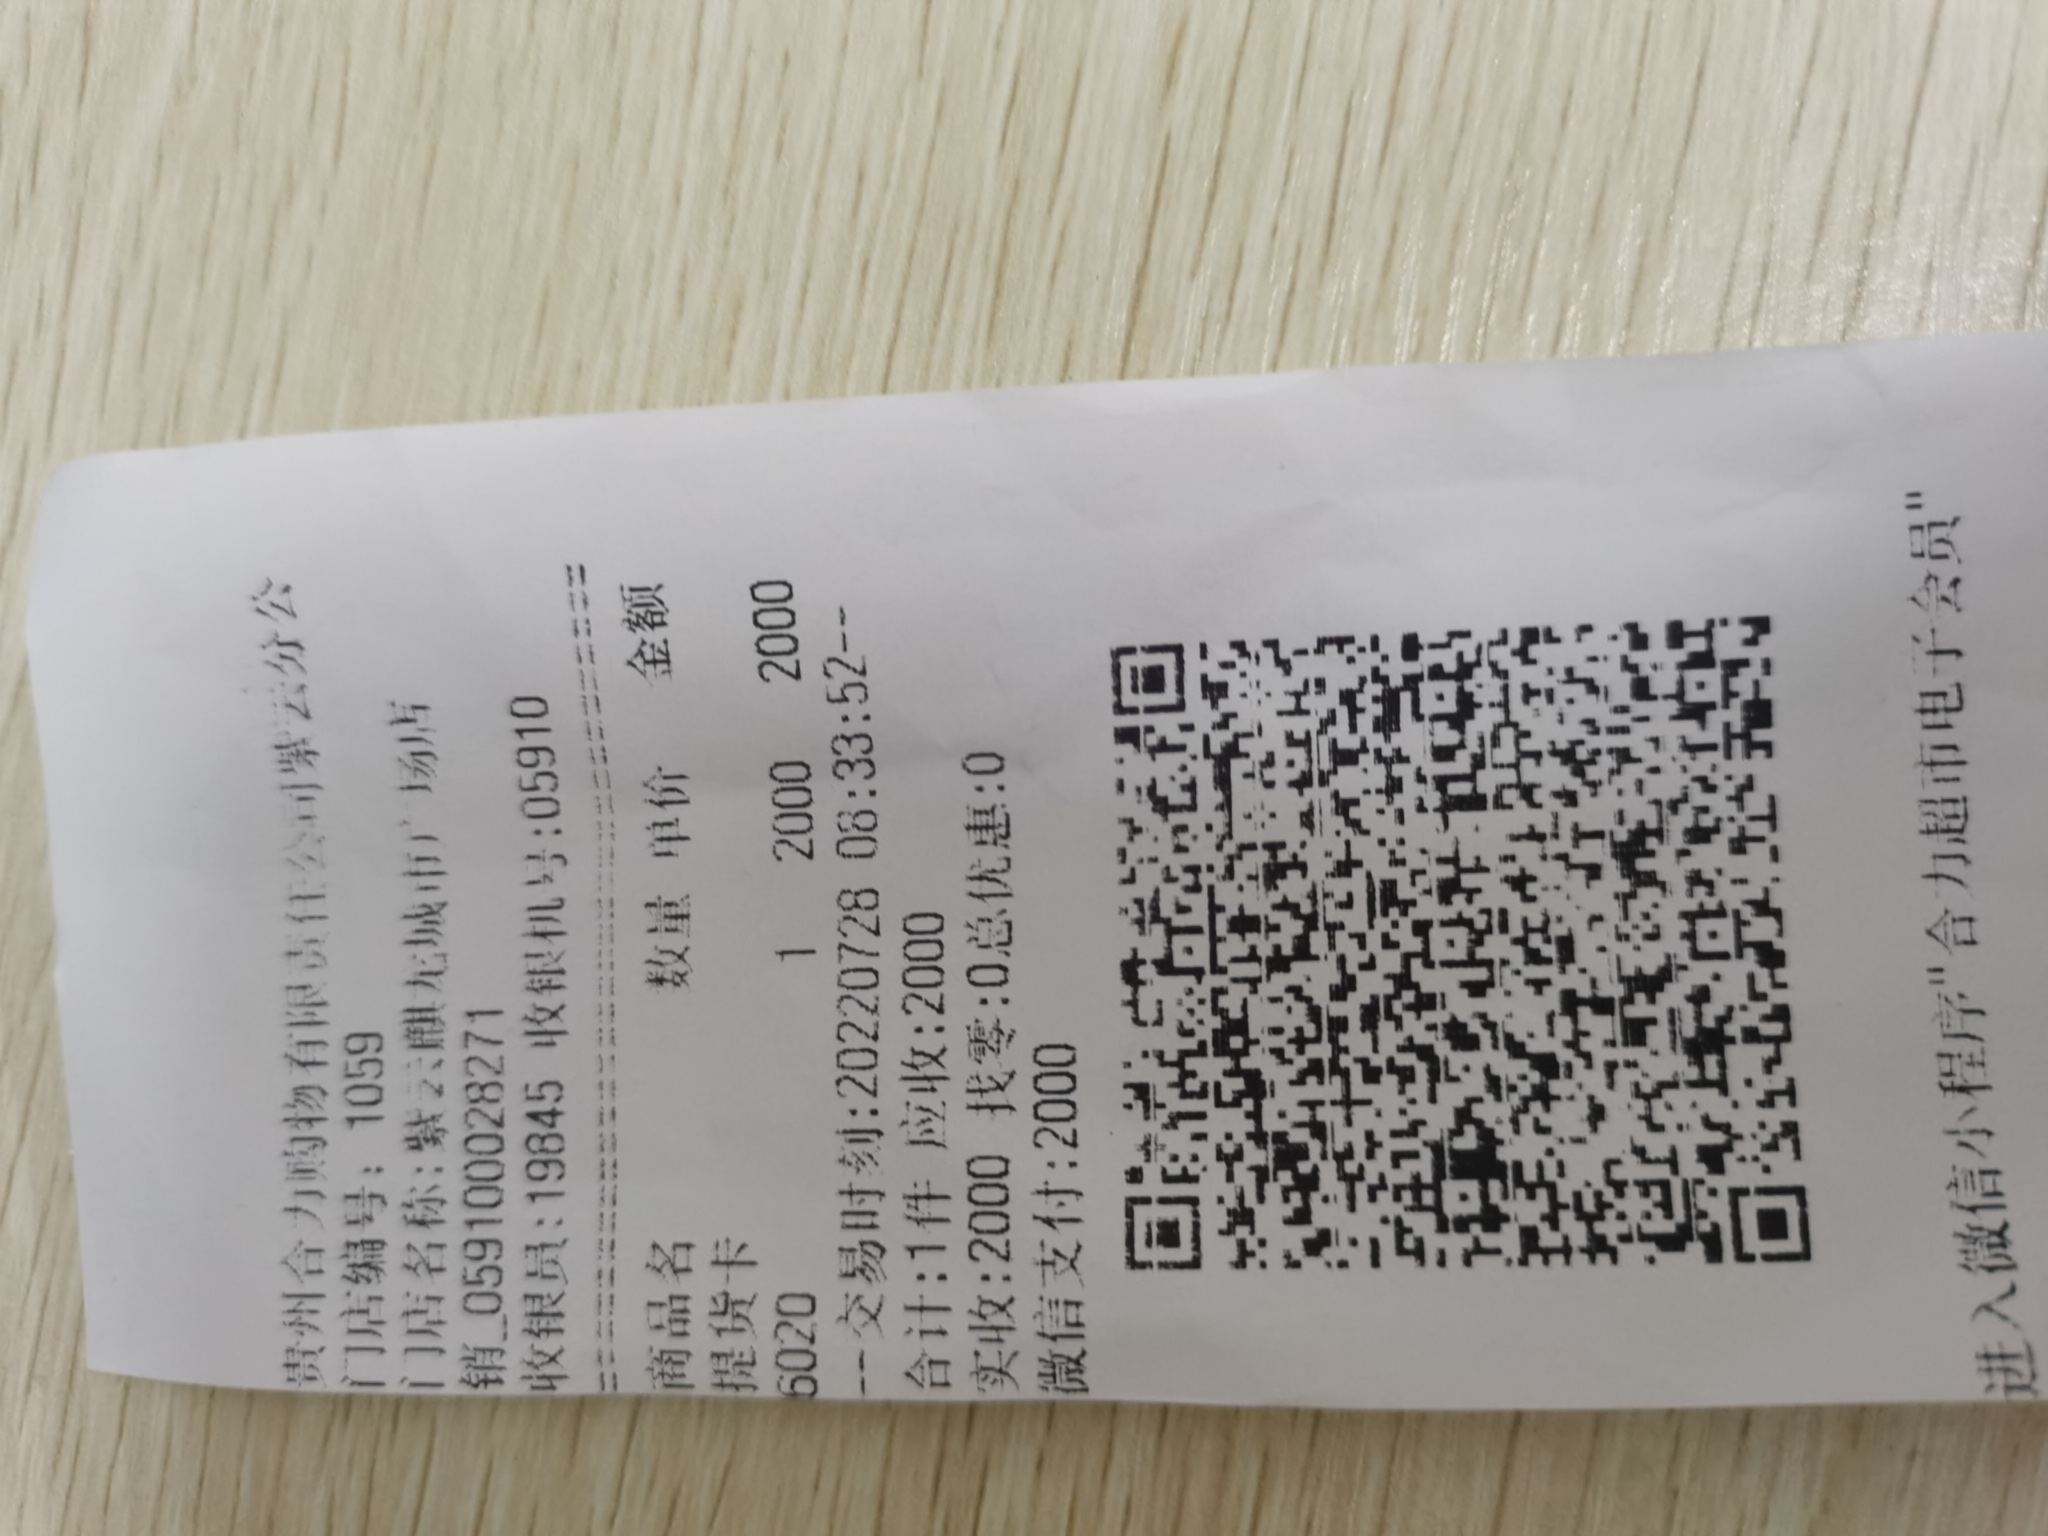 贵州合力购物有限责任公司紫云分公
门店编号: 1059
门店名称:紫云麒龙城市广场店
销_059100028271
收银员:19845 收银机号:05910
================================
商品名 数量 单价 金额
提货卡
6020 1 2000 2000
--交易时刻:20220728 08:33:52--
合计:1件 应收:2000
实收:2000 找零:0总优惠:0
微信支付:2000
进入微信小程序"合力超市电子会员"